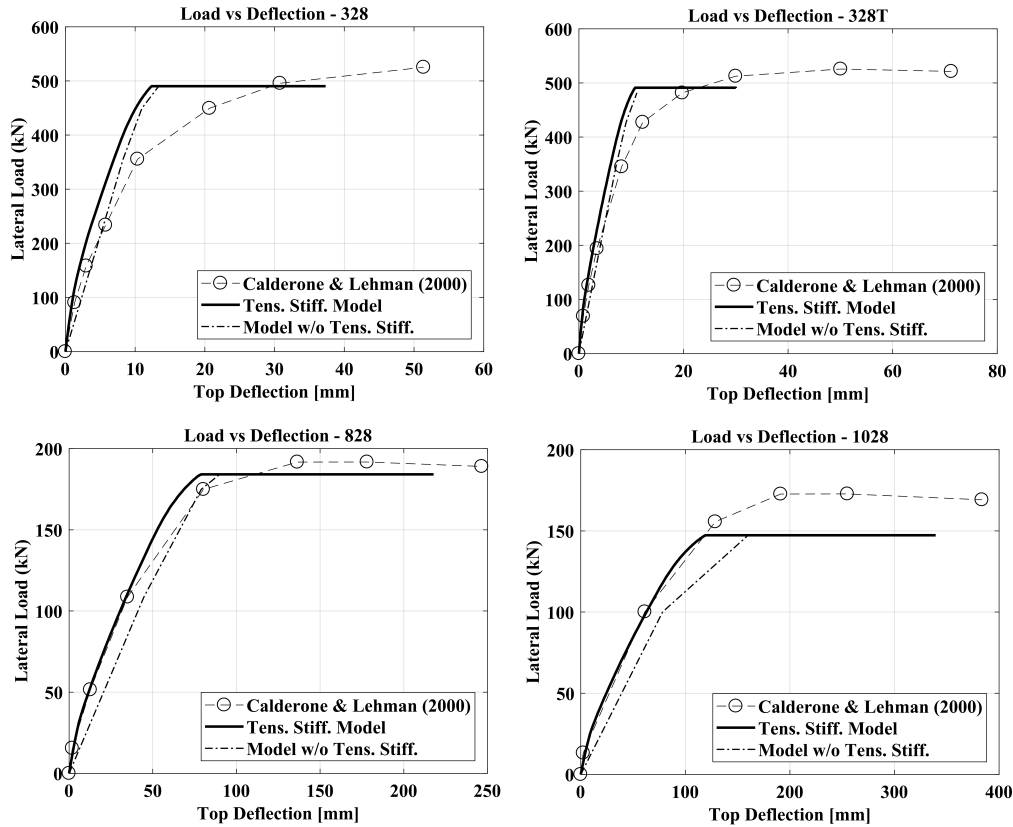 Load vs Deflection - 328
600
500
400
300
200
100
0
Lateral Load (kN)
Calderone & Lehman (2000)
Tens. Stiff. Model
Model w/o Tens. Stiff.
0 10 20 30 40 50 60
Top Deflection [mm]
Load vs Deflection - 328T
600
500
400
300
200
100
0
Lateral Load (kN)
Calderone & Lehman (2000)
Tens. Stiff. Model
Model w/o Tens. Stiff.
0 20 40 60 80
Top Deflection [mm]
Load vs Deflection - 828
200
150
100
50
0
Lateral Load (kN)
Calderone & Lehman (2000)
Tens. Stiff. Model
Model w/o Tens. Stiff.
0 50 100 150 200 250
Top Deflection [mm]
Load vs Deflection - 1028
200
150
100
50
0
Lateral Load (kN)
Calderone & Lehman (2000)
Tens. Stiff. Model
Model w/o Tens. Stiff.
0 100 200 300 400
Top Deflection [mm]